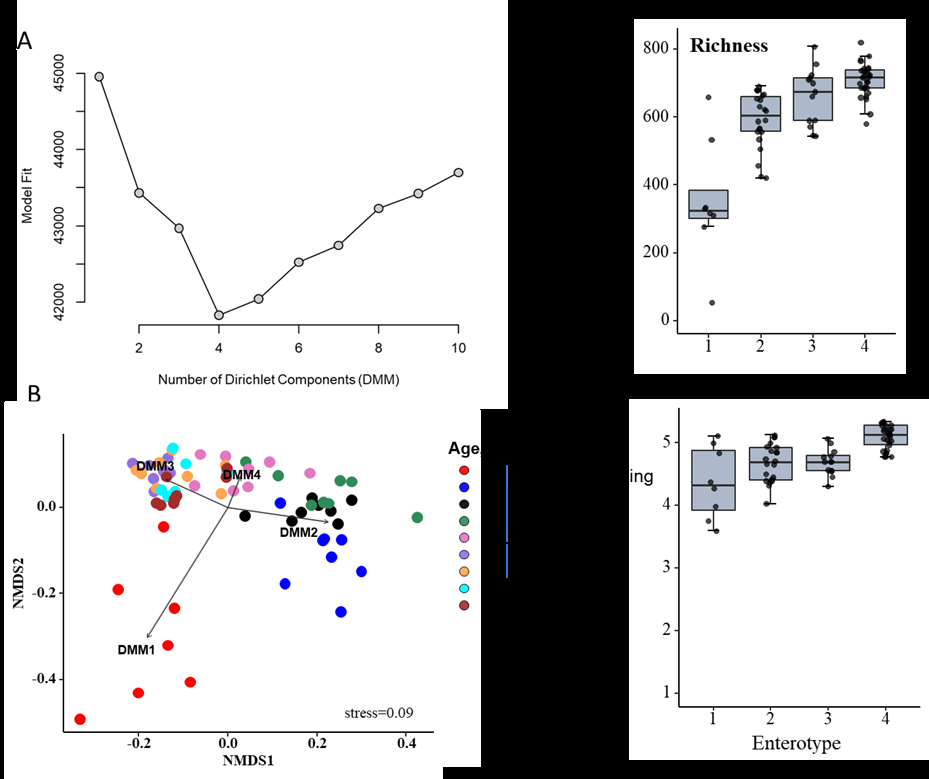 A
45000
44000
43000
42000
Model Fit
2 4 6 8 10
Number of Dirichlet Components (DMM)
Richness
800
600
400
200
0
1 2 3 4
B
Age
DMM3
DMM4
DMM2
DMM1
0.0
-0.2
-0.4
NMDS2
stress=0.09
-0.2 0.0 0.2 0.4
NMDS1
ing
5
4
3
2
1
1 2 3 4
Enterotype